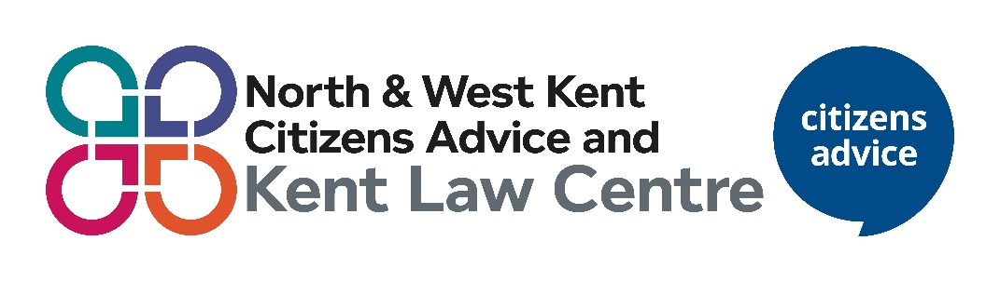 North & West Kent
Citizens Advice and
Kent Law Centre
citizens
advice